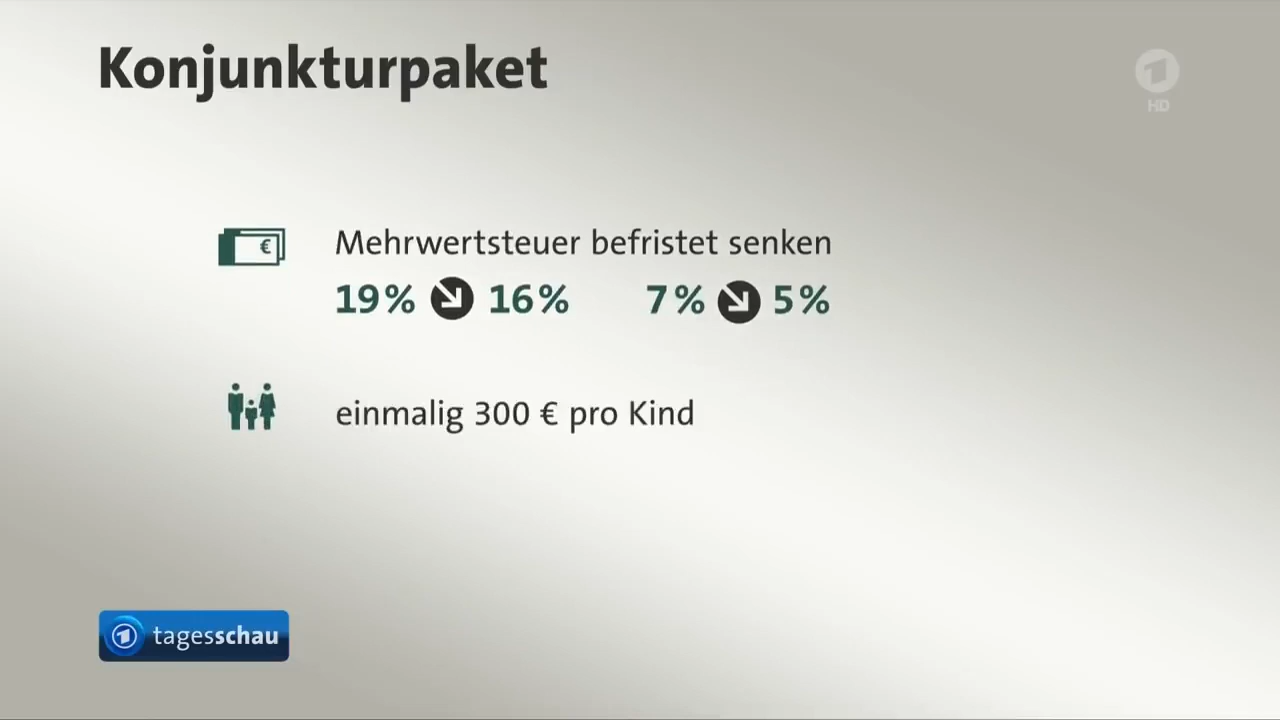 Konjunkturpaket
HD
€ Mehrwertsteuer befristet senken
19% 16% 7% 5%
einmalig 300 € pro Kind
tagesschau